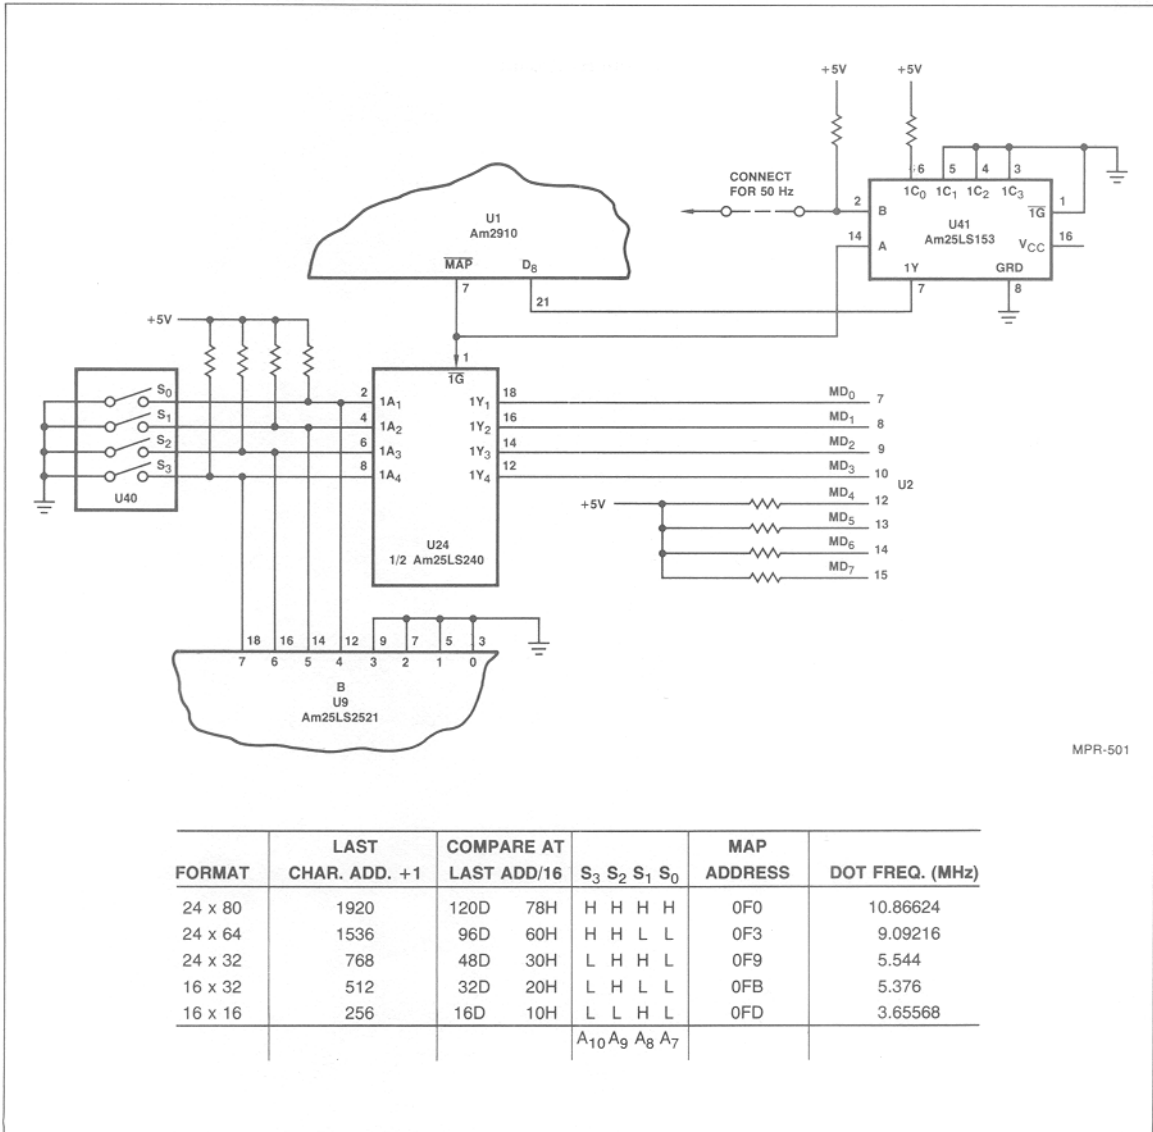 +5V
+5V
CONNECT
FOR 50 Hz
6 5 4 3
1C0 1C1 1C2 1C3
2 B
1G 1
U41
Am25LS153
14 A
VCC 16
1Y GRD
7 8
U1
Am2910
MAP D8
7 21
+5V
S0
S1
S2
S3
U40
1
1G
2 1A1 1Y1 18 MD0 7
4 1A2 1Y2 16 MD1 8
6 1A3 1Y3 14 MD2 9
8 1A4 1Y4 12 MD3 10
U2
+5V
MD4 12
MD5 13
MD6 14
MD7 15
U24
1/2 Am25LS240
18 16 14 12 9 7 5 3
7 6 5 4 3 2 1 0
B
U9
Am25LS2521
MPR-501
FORMAT LAST CHAR. ADD. +1 COMPARE AT LAST ADD/16 S3 S2 S1 S0 MAP ADDRESS DOT FREQ. (MHz)
24 x 80 1920 120D 78H H H H H 0F0 10.86624
24 x 64 1536 96D 60H H H L L 0F3 9.09216
24 x 32 768 48D 30H L H H L 0F9 5.544
16 x 32 512 32D 20H L H L L 0FB 5.376
16 x 16 256 16D 10H L L H L 0FD 3.65568
A10 A9 A8 A7